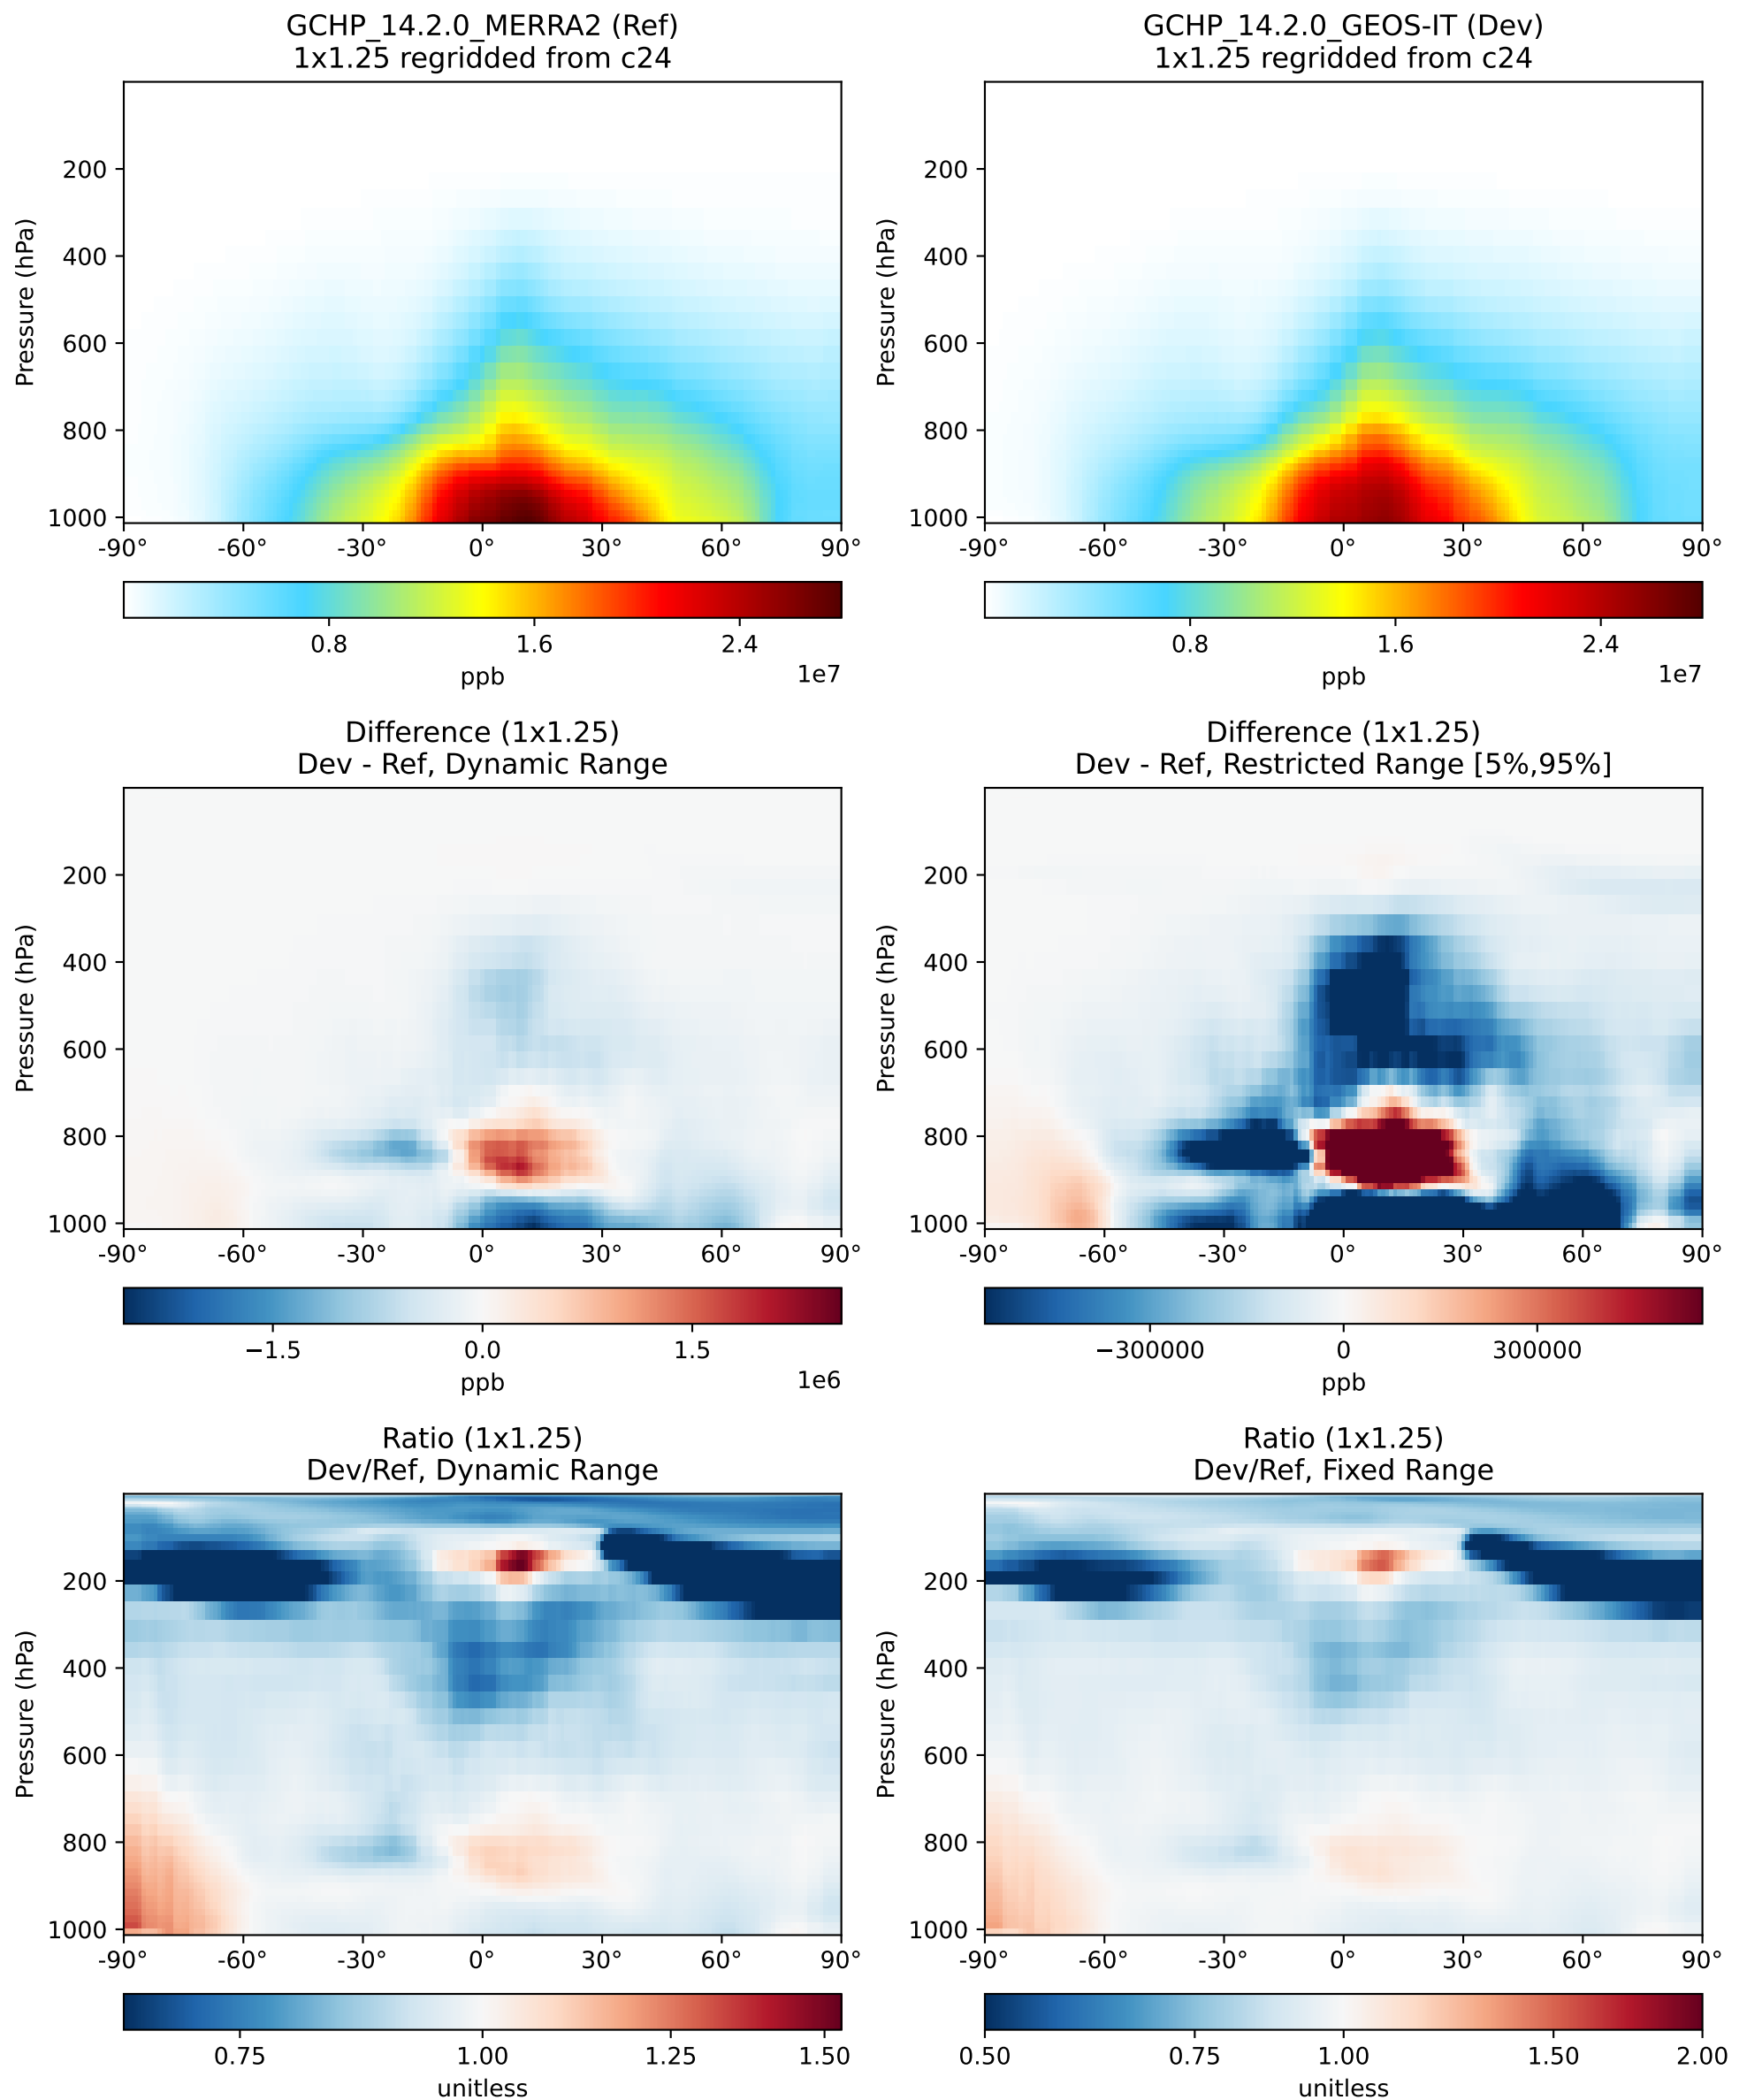 GCHP_14.2.0_MERRA2 (Ref)
1x1.25 regridded from c24
Pressure (hPa)
200
400
600
800
1000
-90° -60° -30° 0° 30° 60° 90°
0.8 1.6 2.4
ppb
1e7
GCHP_14.2.0_GEOS-IT (Dev)
1x1.25 regridded from c24
Pressure (hPa)
200
400
600
800
1000
-90° -60° -30° 0° 30° 60° 90°
0.8 1.6 2.4
ppb
1e7
Difference (1x1.25)
Dev - Ref, Dynamic Range
Pressure (hPa)
200
400
600
800
1000
-90° -60° -30° 0° 30° 60° 90°
−1.5 0.0 1.5
ppb
1e6
Difference (1x1.25)
Dev - Ref, Restricted Range [5%,95%]
Pressure (hPa)
200
400
600
800
1000
-90° -60° -30° 0° 30° 60° 90°
−300000 0 300000
ppb
Ratio (1x1.25)
Dev/Ref, Dynamic Range
Pressure (hPa)
200
400
600
800
1000
-90° -60° -30° 0° 30° 60° 90°
0.75 1.00 1.25 1.50
unitless
Ratio (1x1.25)
Dev/Ref, Fixed Range
Pressure (hPa)
200
400
600
800
1000
-90° -60° -30° 0° 30° 60° 90°
0.50 0.75 1.00 1.50 2.00
unitless